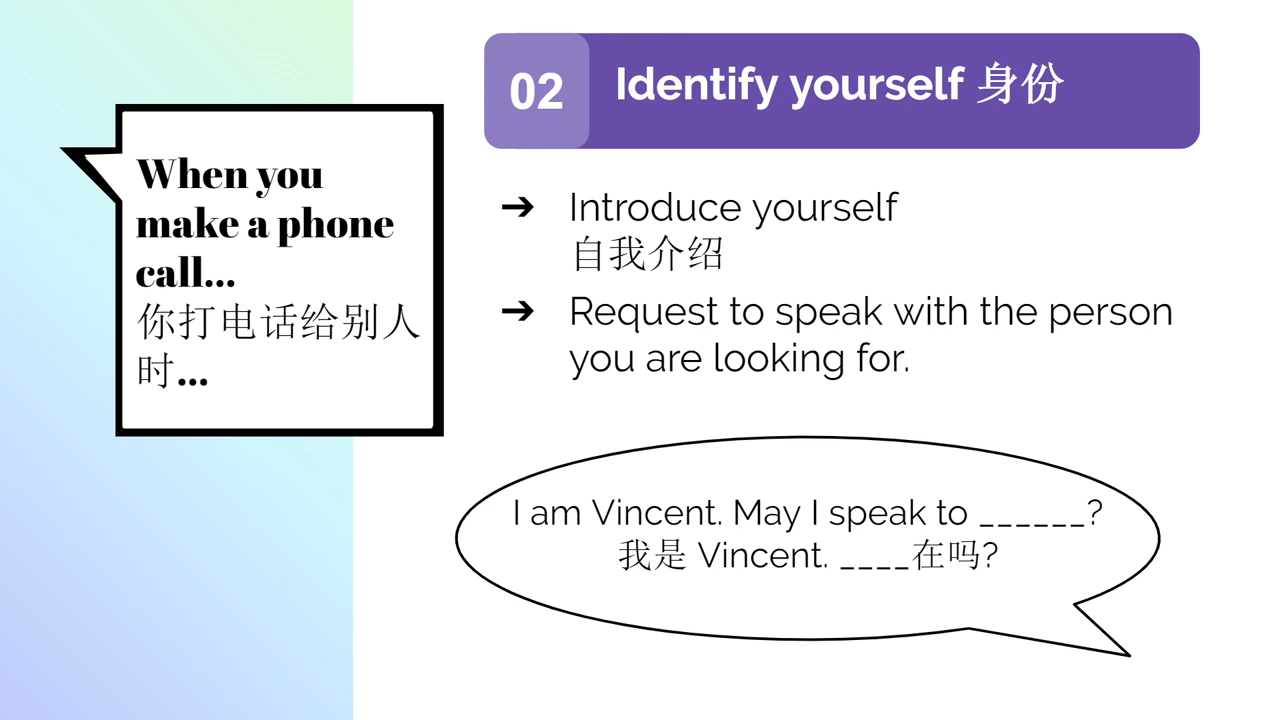 When you
make a phone
call...
你打电话给别人
时...
02
Identify yourself 身份
➔ Introduce yourself
自我介绍
➔ Request to speak with the person
you are looking for.
I am Vincent. May I speak to ______?
我是 Vincent. ____在吗?